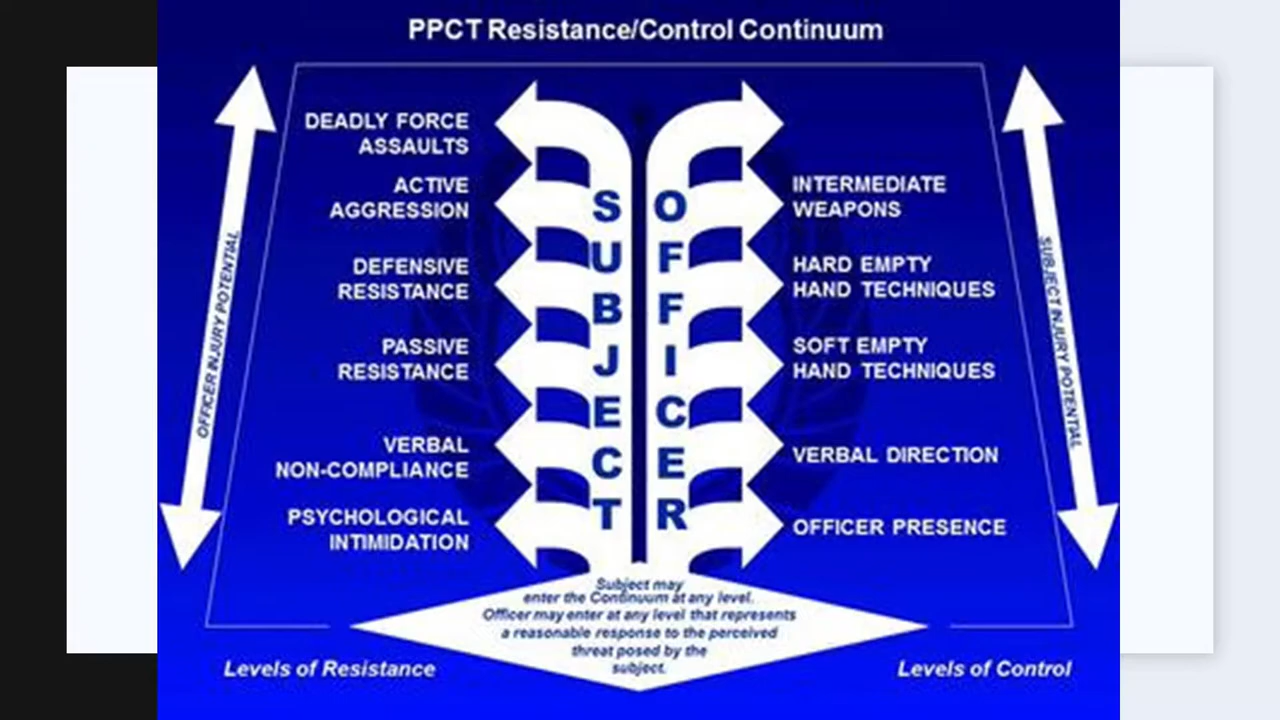 PPCT Resistance/Control Continuum
DEADLY FORCE
ASSAULTS
ACTIVE
AGGRESSION
DEFENSIVE
RESISTANCE
PASSIVE
RESISTANCE
VERBAL
NON-COMPLIANCE
PSYCHOLOGICAL
INTIMIDATION
OFFICER INJURY POTENTIAL
SUBJECT
OFFICER
INTERMEDIATE
WEAPONS
HARD EMPTY
HAND TECHNIQUES
SOFT EMPTY
HAND TECHNIQUES
VERBAL DIRECTION
OFFICER PRESENCE
SUBJECT INJURY POTENTIAL
Subject may
enter the Continuum at any level.
Officer may enter at any level that represents
a reasonable response to the perceived
threat posed by the
subject.
Levels of Resistance
Levels of Control